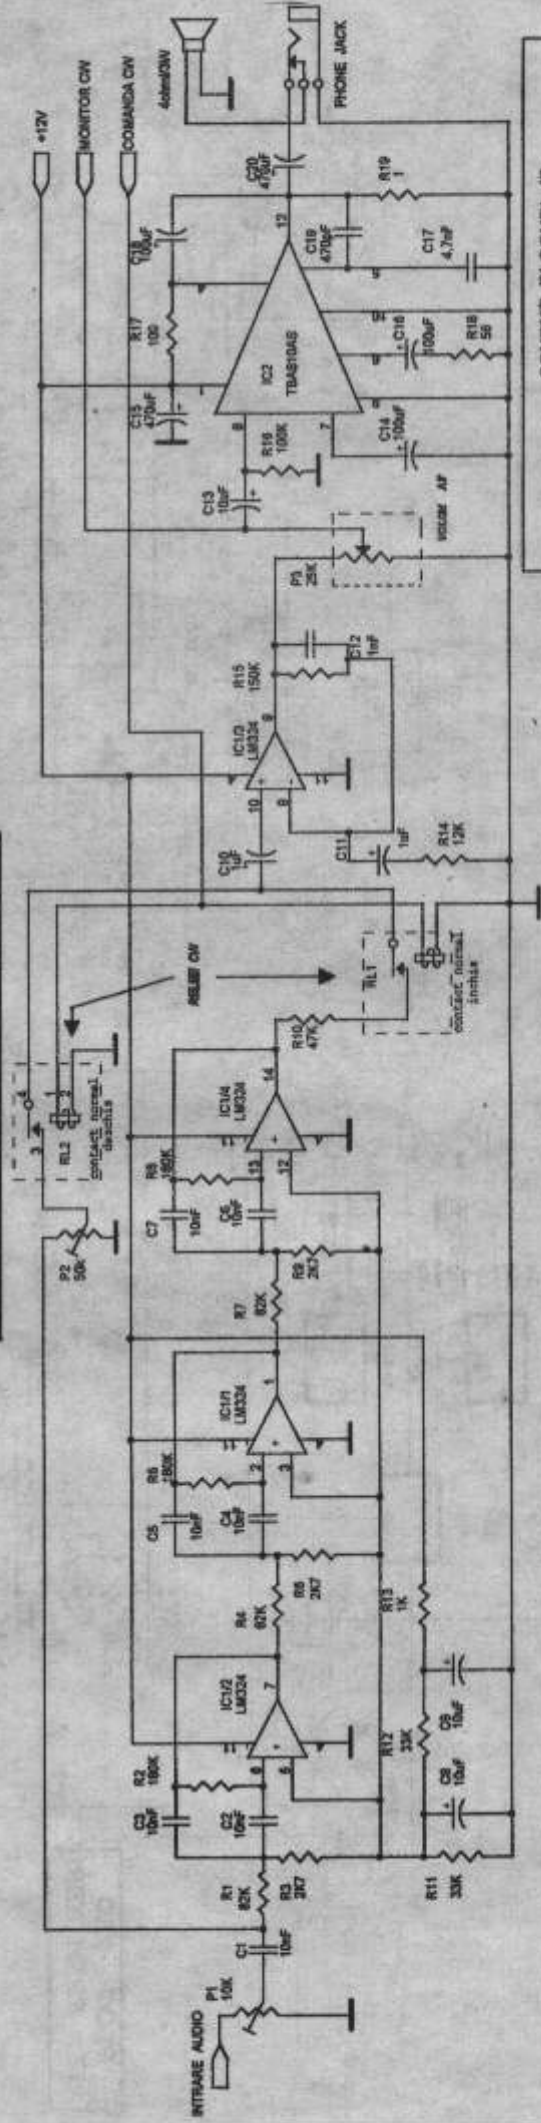 INTRARE AUDIO
P1
10K
C1
10nF
R1
82K
R3
2K7
C3
10nF
R2
180K
C2
10nF
6
5
IC1/2
LM324
7
R4
82K
R5
2K7
C5
10nF
R6
180K
C4
10nF
2
3
IC1/1
LM324
1
R7
82K
R9
2K7
C7
10nF
R8
180K
C6
10nF
13
12
IC1/4
LM324
14
R10
47K
R11
33K
C8
10uF
R12
33K
C9
10uF
R13
1K
P2
50k
3
4
1
2
RL2
contact normal
deschis
RELEU CW
RL1
contact normal
inchis
C10
1uF
10
9
IC1/3
LM324
R15
150K
C12
1nF
C11
1uF
R14
12K
P3
25K
VOLUM AF
C13
10uF
R16
100K
8
7
IC2
TBA810AS
12
C14
100uF
C15
470uF
R17
100
C18
100uF
C16
100uF
R18
56
C17
4,7nF
C19
470pF
R19
1
C20
470uF
+12V
MONITOR CW
COMANDA CW
4ohmi/3W
PHONE JACK